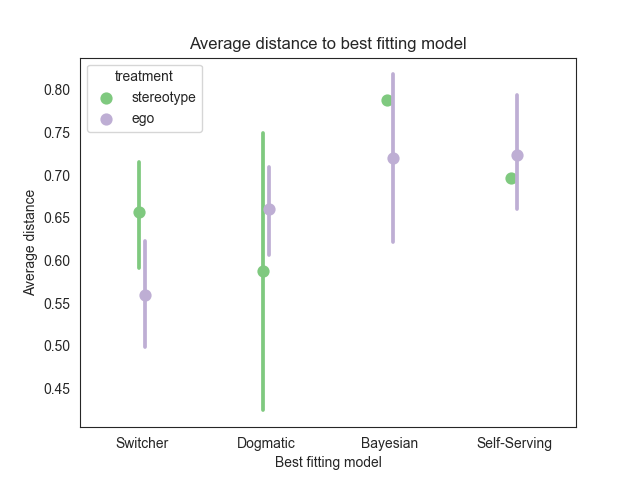 Average distance to best fitting model
treatment
stereotype
ego
0.80
0.75
0.70
0.65
0.60
0.55
0.50
0.45
Average distance
Switcher Dogmatic Bayesian Self-Serving
Best fitting model